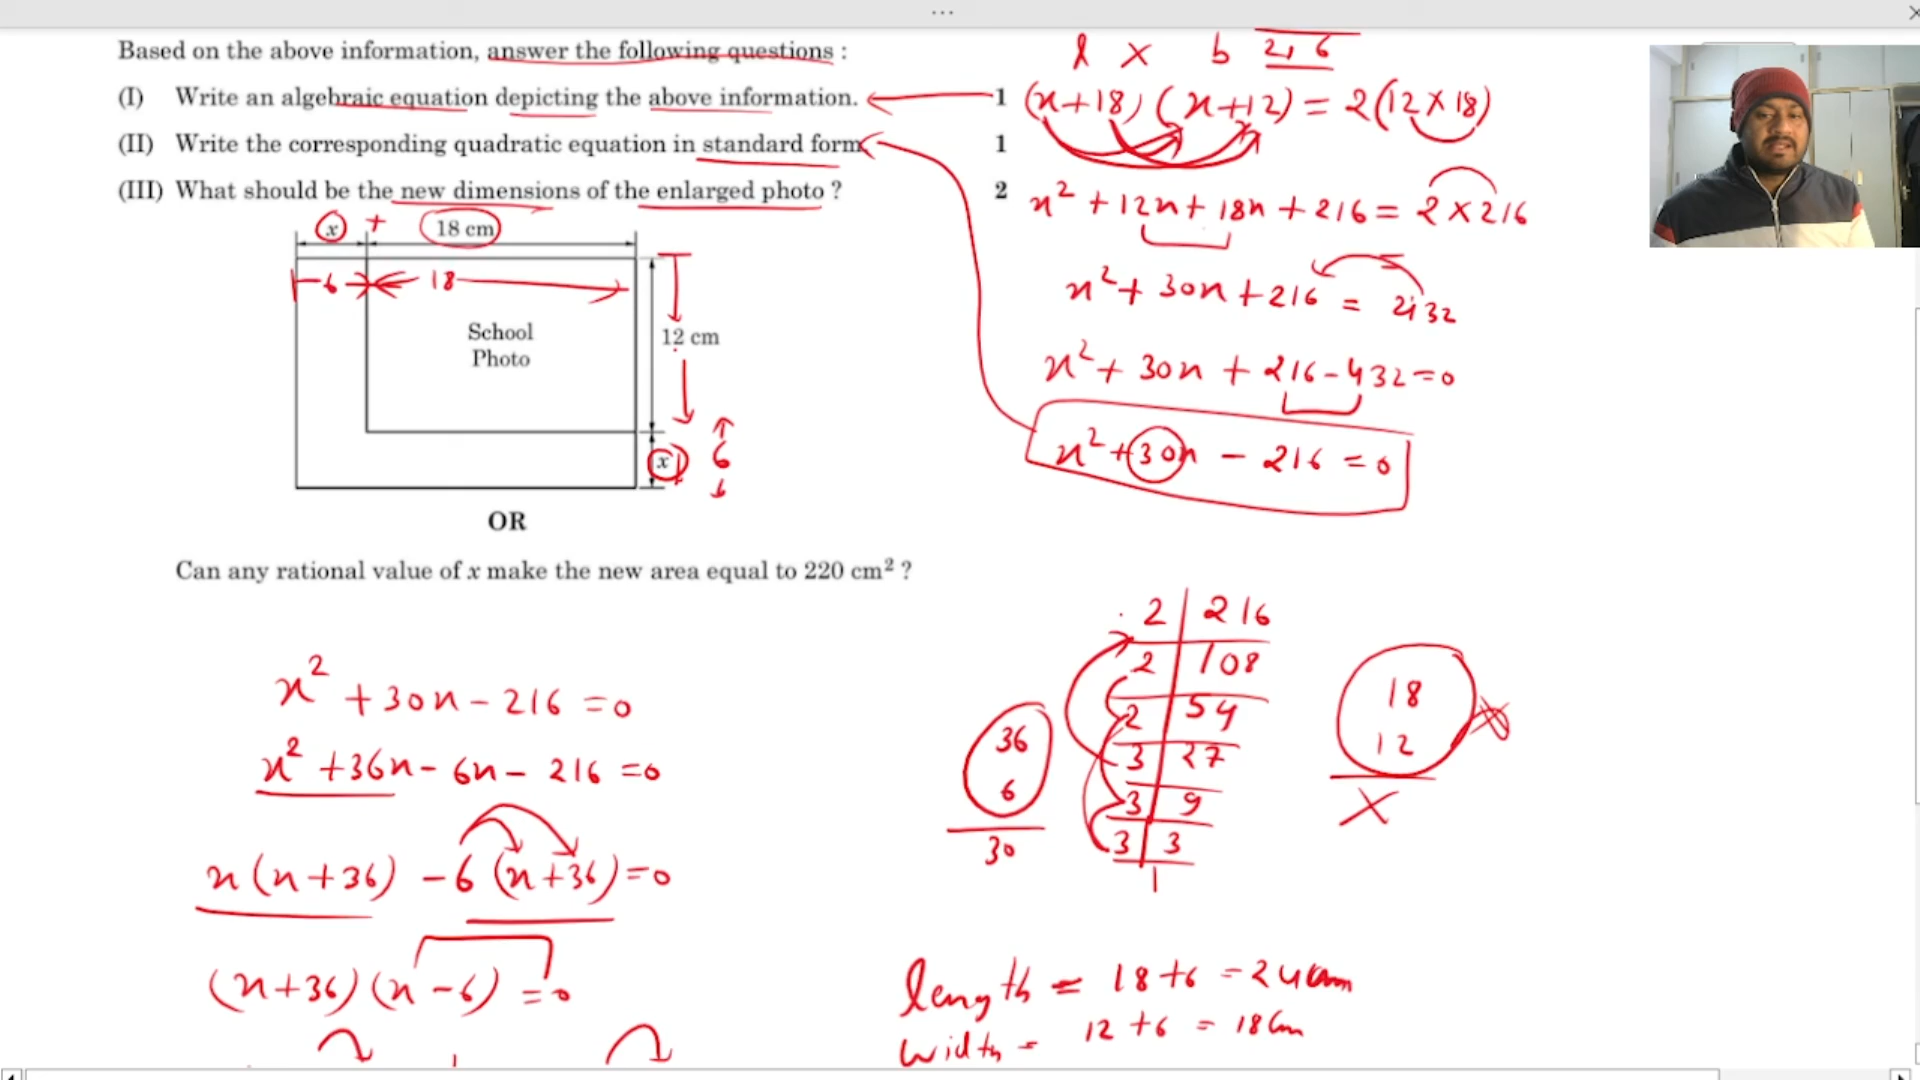 Based on the above information, answer the following questions :
(I) Write an algebraic equation depicting the above information. 1
(II) Write the corresponding quadratic equation in standard form 1
(III) What should be the new dimensions of the enlarged photo ? 2
x + 18 cm
6 18
School
Photo
12 cm
x
6
OR
Can any rational value of x make the new area equal to 220 cm² ?
l × b 216
(x+18) (x+12) = 2(12×18)
x² + 12x + 18x + 216 = 2×216
x² + 30x + 216 = 432
x² + 30x + 216 - 432 = 0
x² + 30x - 216 = 0
x² + 30x - 216 = 0
x² + 36x - 6x - 216 = 0
x(x+36) - 6(x+36) = 0
(x+36)(x-6) = 0
36
6
30
2 | 216
2 | 108
2 | 54
3 | 27
3 | 9
3 | 3
1
18
12
X
length = 18+6 = 24cm
width = 12+6 = 18cm